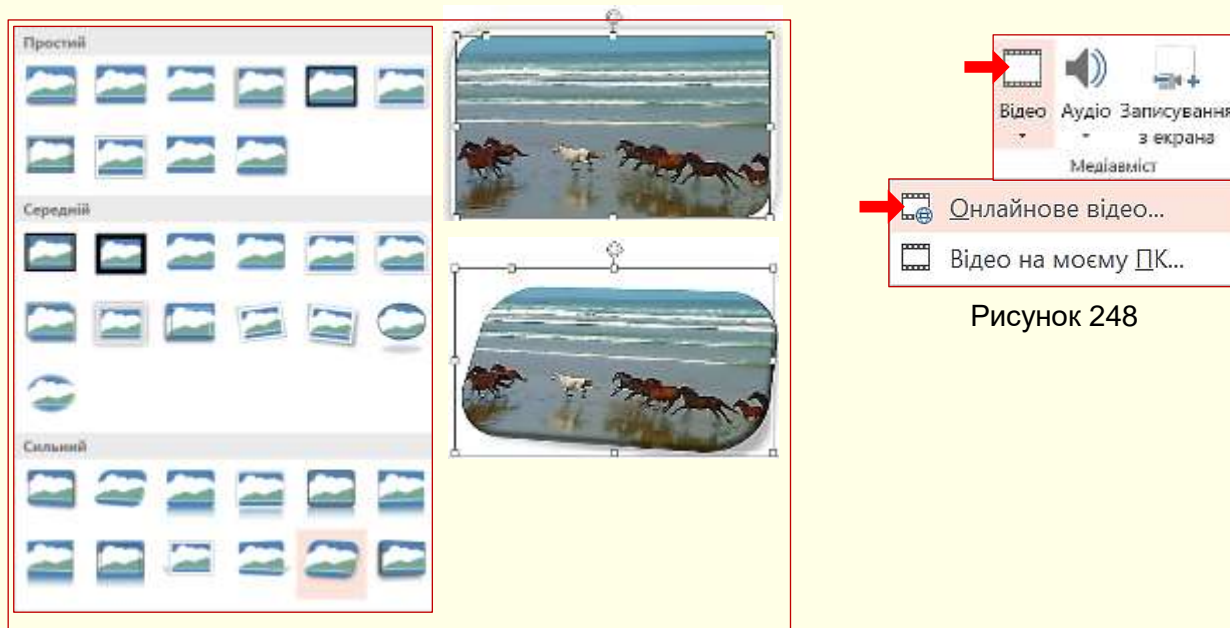 Простий
Середній
Сильний
Відео Аудіо Записування
з екрана
Медіавміст
Онлайнове відео...
Відео на моєму ПК...
Рисунок 248